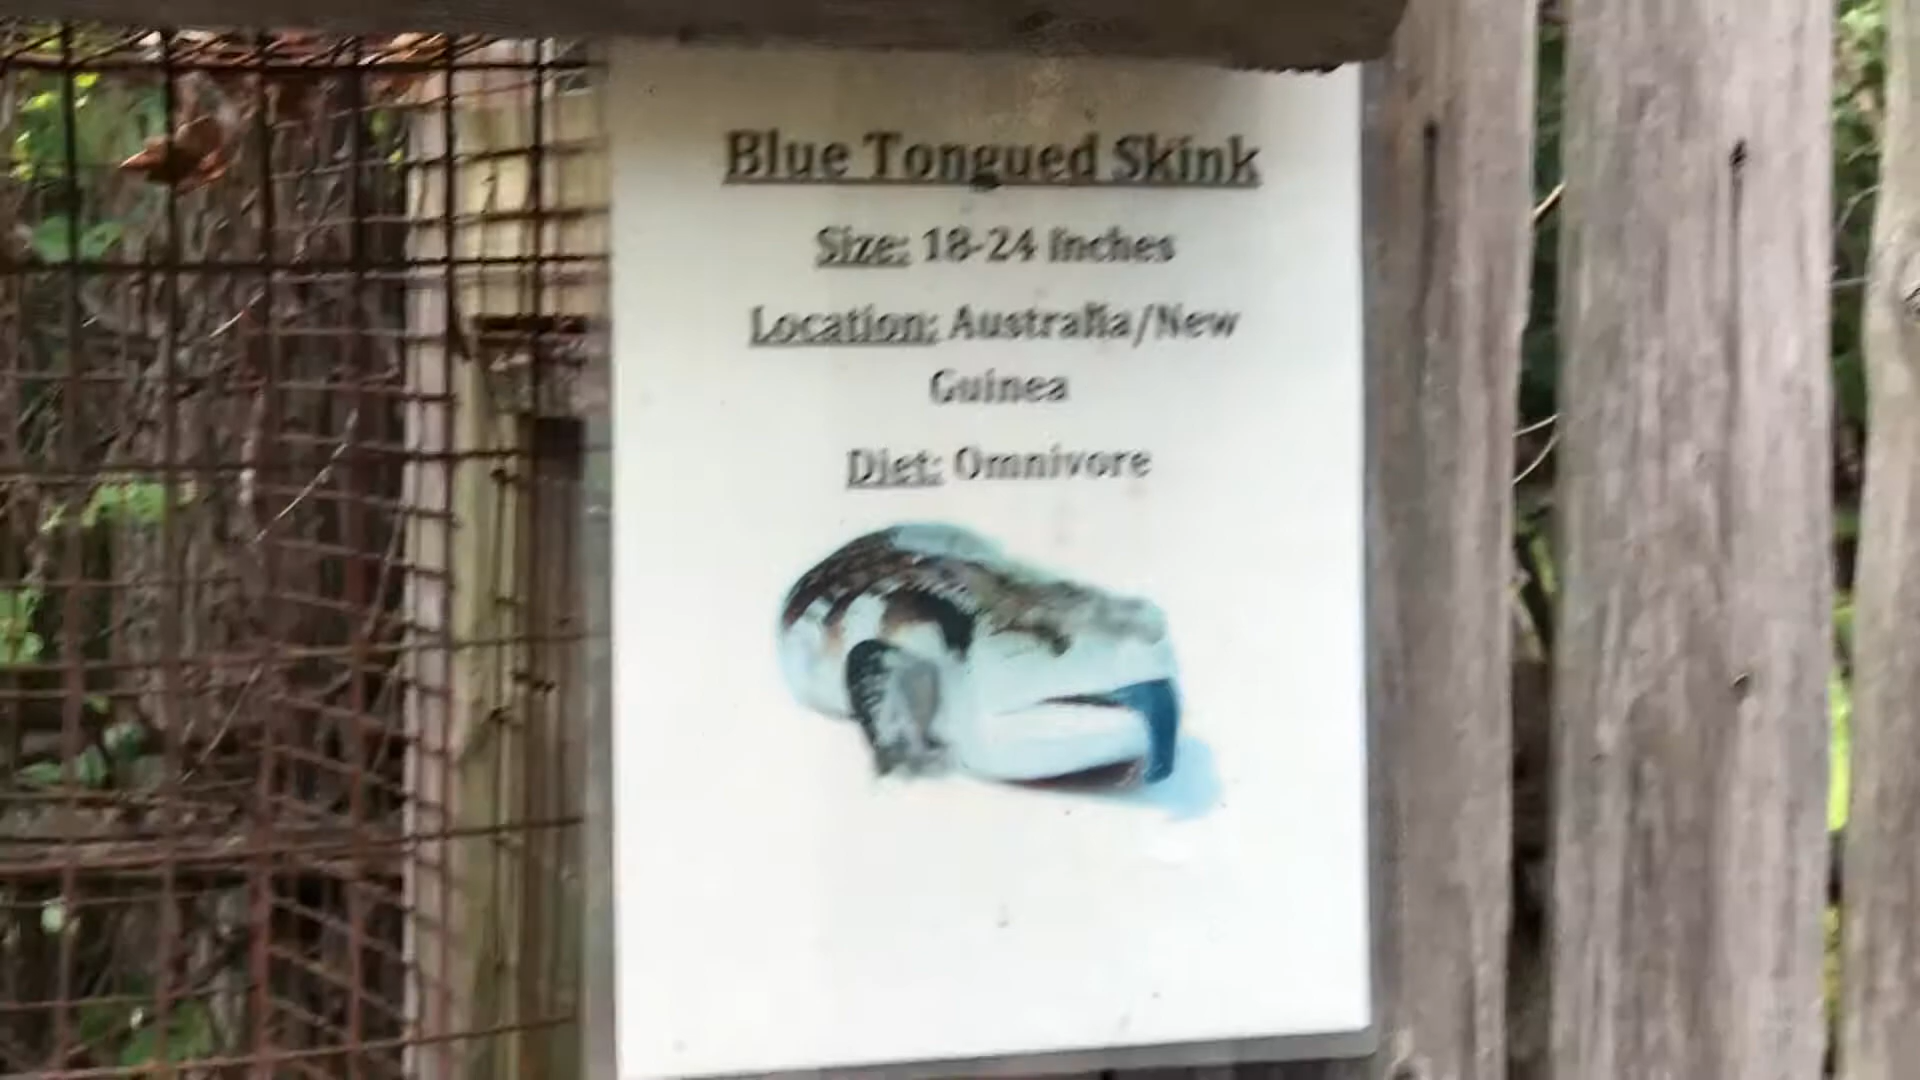 Blue Tongued Skink
Size: 18-24 Inches
Location: Australia/New
Guinea
Diet: Omnivore